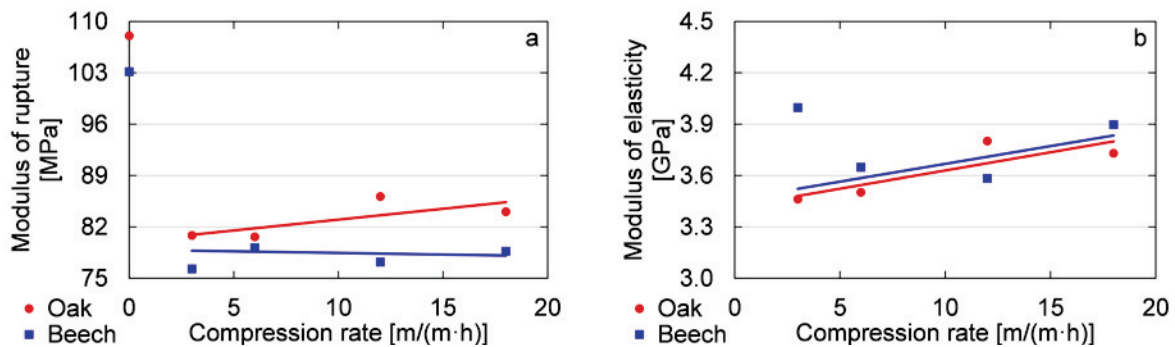 a
Modulus of rupture
[MPa]
110
103
96
89
82
75
0
5
10
15
20
Compression rate [m/(m·h)]
Oak
Beech
b
Modulus of elasticity
[GPa]
4.5
4.2
3.9
3.6
3.3
3.0
0
5
10
15
20
Compression rate [m/(m·h)]
Oak
Beech